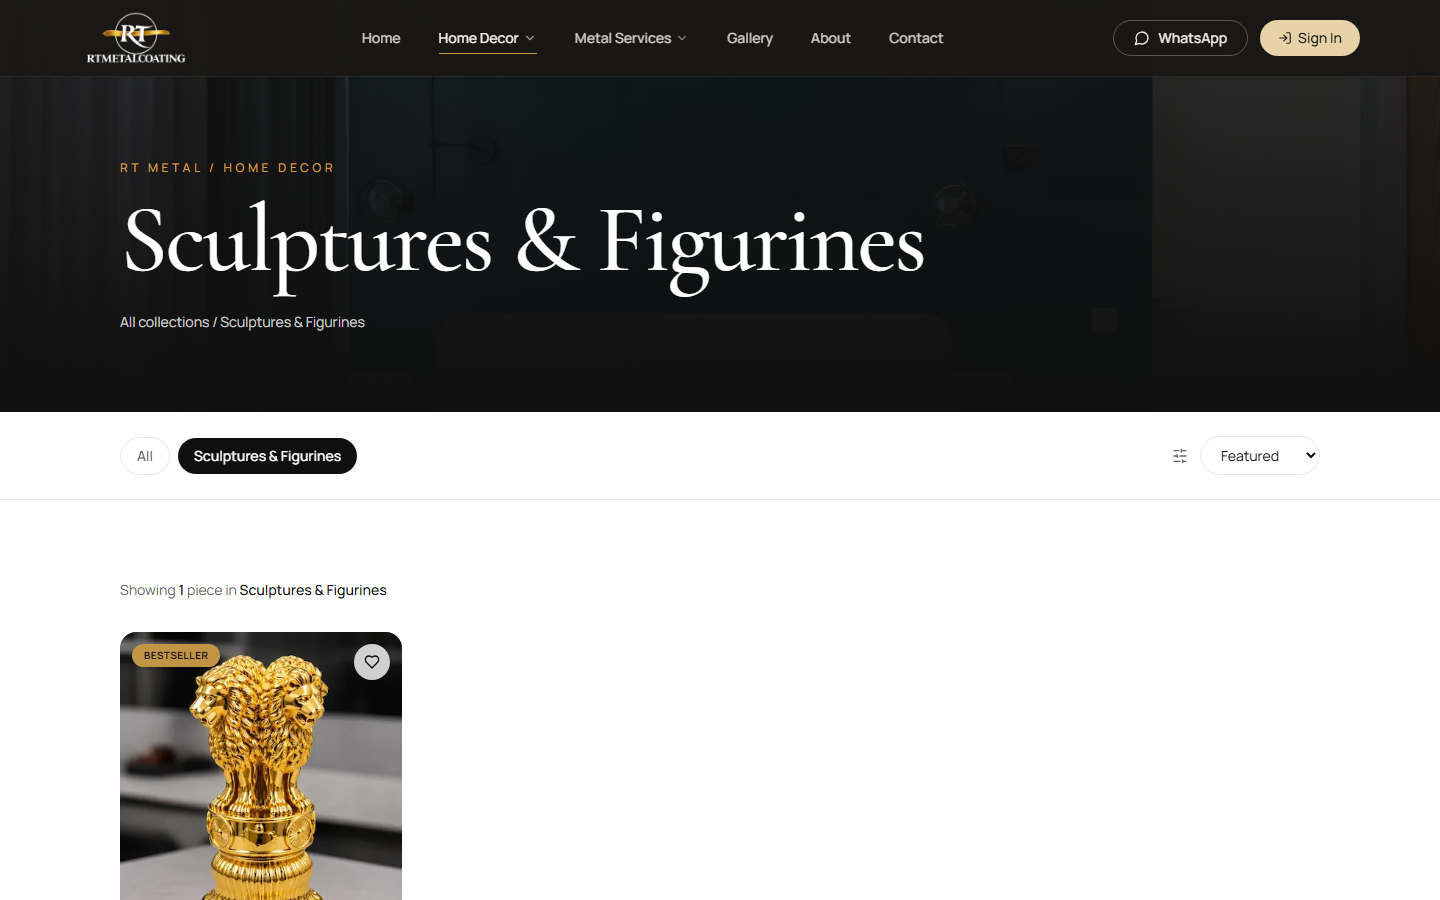 RT
RTMETALCOATING
Home
Home Decor
Metal Services
Gallery
About
Contact
WhatsApp
Sign In
RT METAL / HOME DECOR
Sculptures & Figurines
All collections / Sculptures & Figurines
All
Sculptures & Figurines
Featured
Showing 1 piece in Sculptures & Figurines
BESTSELLER